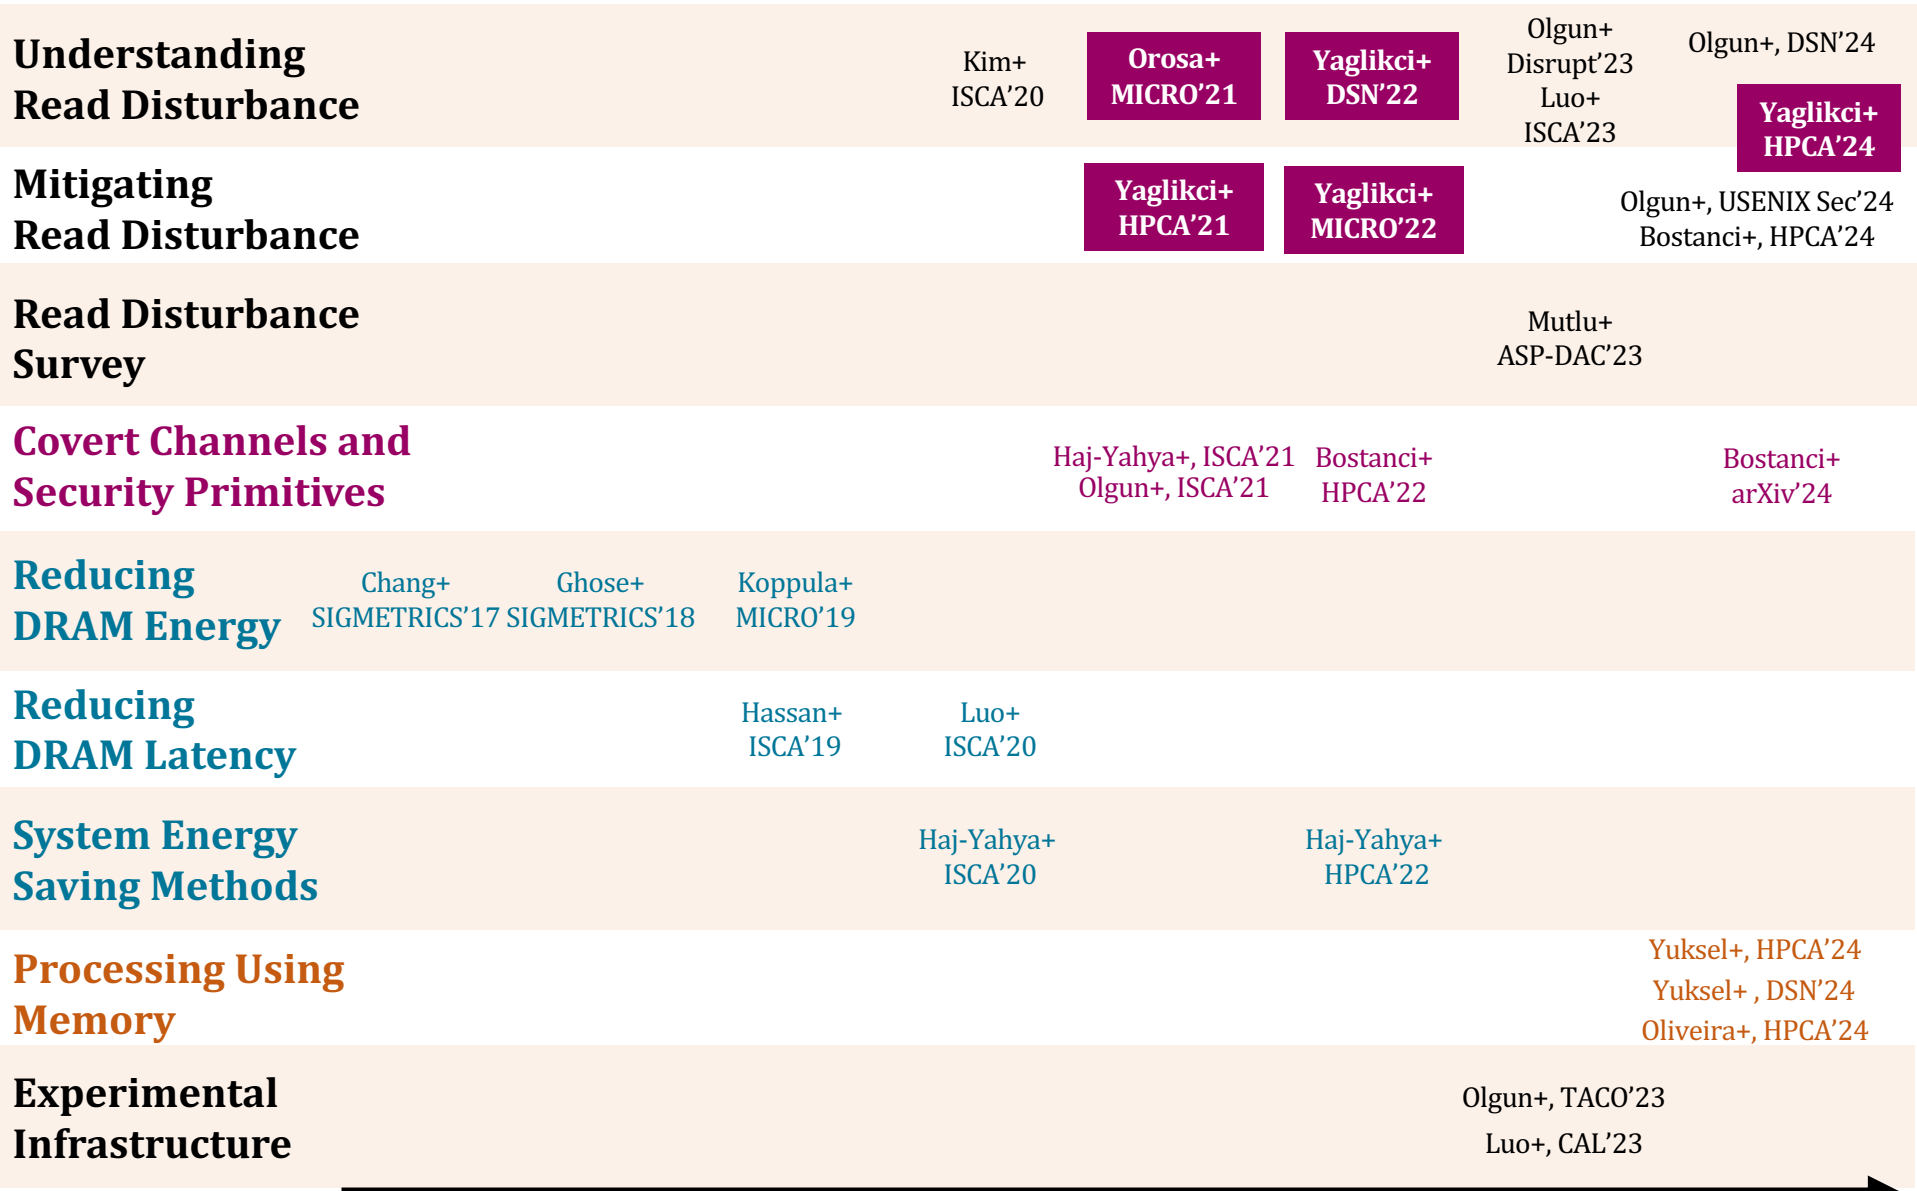 Understanding
Read Disturbance
Kim+
ISCA'20
Orosa+
MICRO'21
Yaglikci+
DSN'22
Olgun+
Disrupt'23
Luo+
ISCA'23
Olgun+, DSN'24
Yaglikci+
HPCA'24
Mitigating
Read Disturbance
Yaglikci+
HPCA'21
Yaglikci+
MICRO'22
Olgun+, USENIX Sec'24
Bostanci+, HPCA'24
Read Disturbance
Survey
Mutlu+
ASP-DAC'23
Covert Channels and
Security Primitives
Haj-Yahya+, ISCA'21
Olgun+, ISCA'21
Bostanci+
HPCA'22
Bostanci+
arXiv'24
Reducing
DRAM Energy
Chang+
SIGMETRICS'17
Ghose+
SIGMETRICS'18
Koppula+
MICRO'19
Reducing
DRAM Latency
Hassan+
ISCA'19
Luo+
ISCA'20
System Energy
Saving Methods
Haj-Yahya+
ISCA'20
Haj-Yahya+
HPCA'22
Processing Using
Memory
Yuksel+, HPCA'24
Yuksel+ , DSN'24
Oliveira+, HPCA'24
Experimental
Infrastructure
Olgun+, TACO'23
Luo+, CAL'23